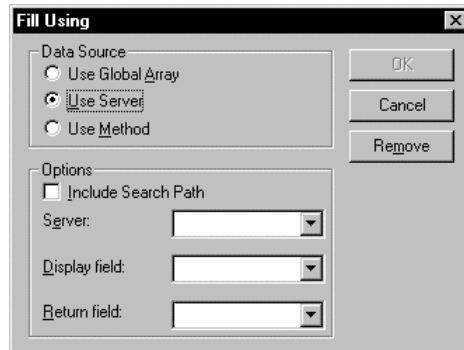 Fill Using
Data Source
Use Global Array
Use Server
Use Method
OK
Cancel
Remove
Options
Include Search Path
Server:
Display field:
Return field: